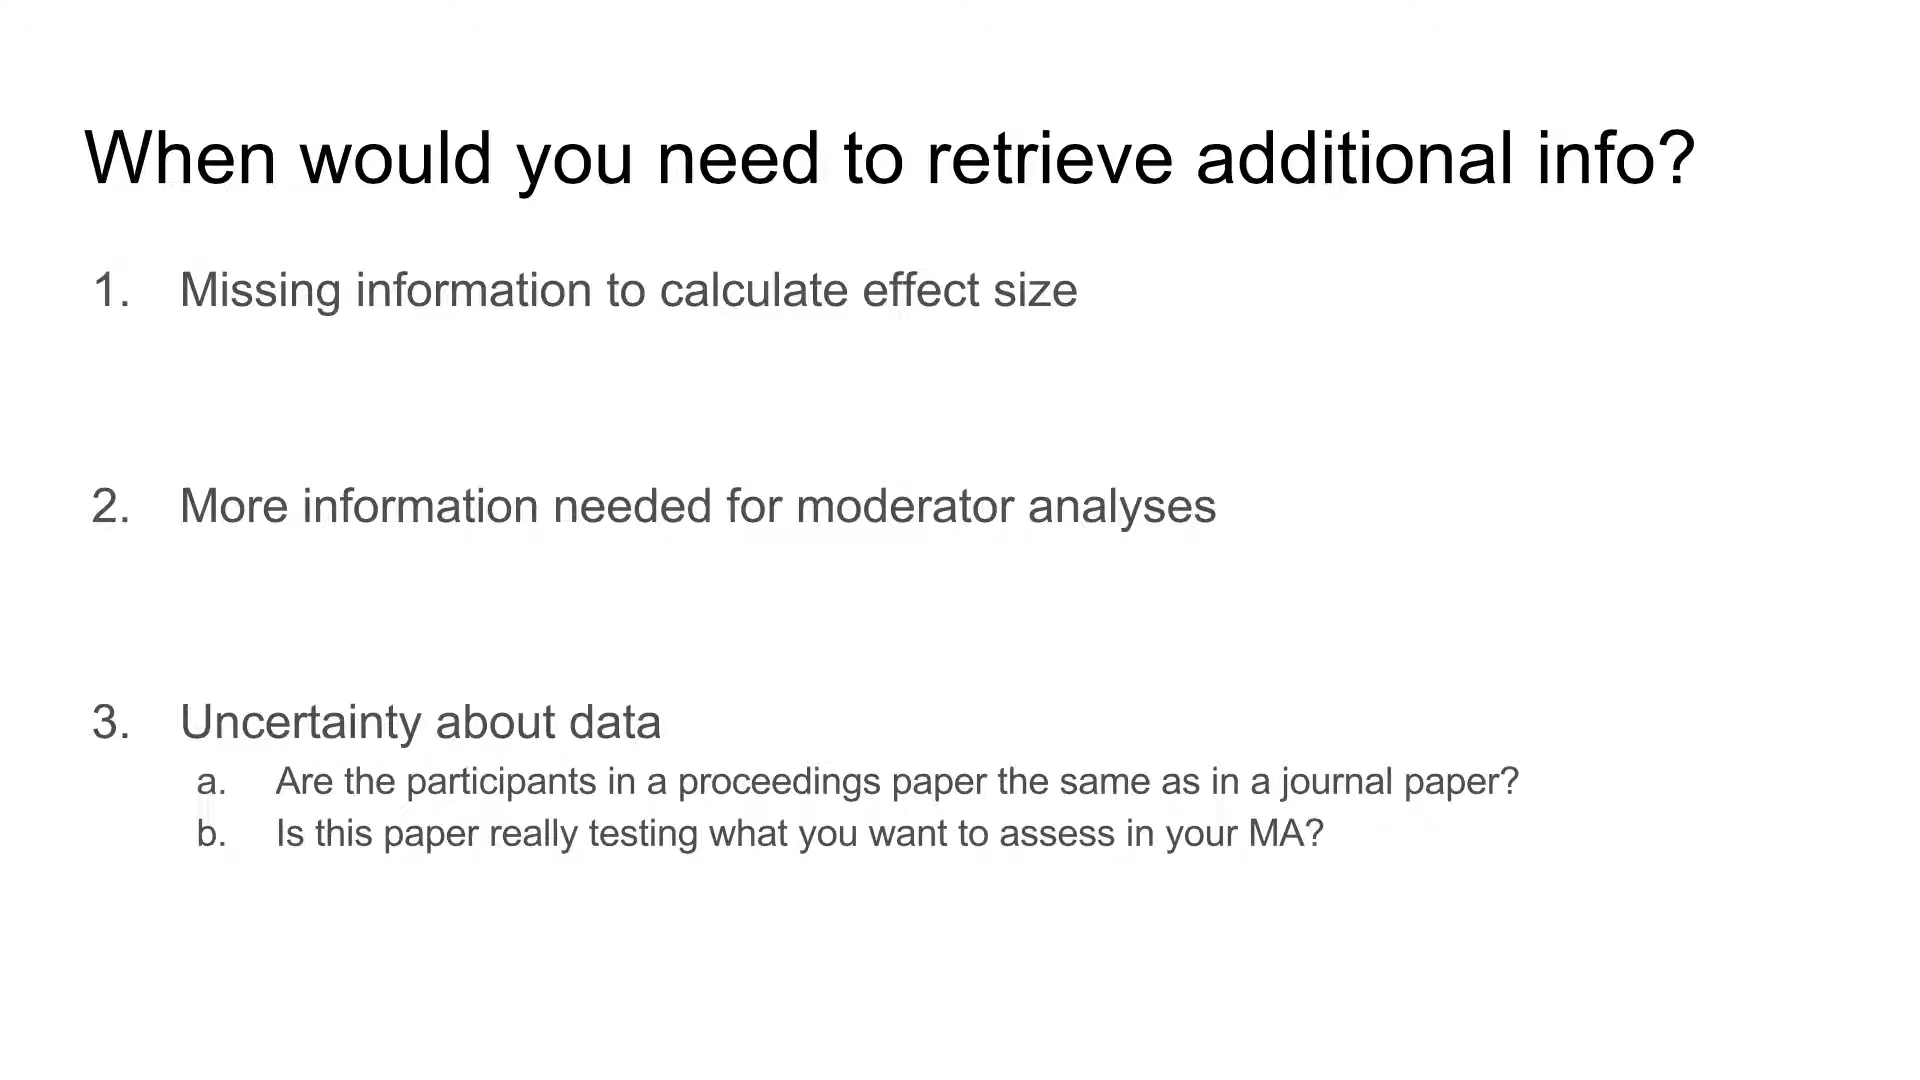 When would you need to retrieve additional info?
1. Missing information to calculate effect size
2. More information needed for moderator analyses
3. Uncertainty about data
a. Are the participants in a proceedings paper the same as in a journal paper?
b. Is this paper really testing what you want to assess in your MA?